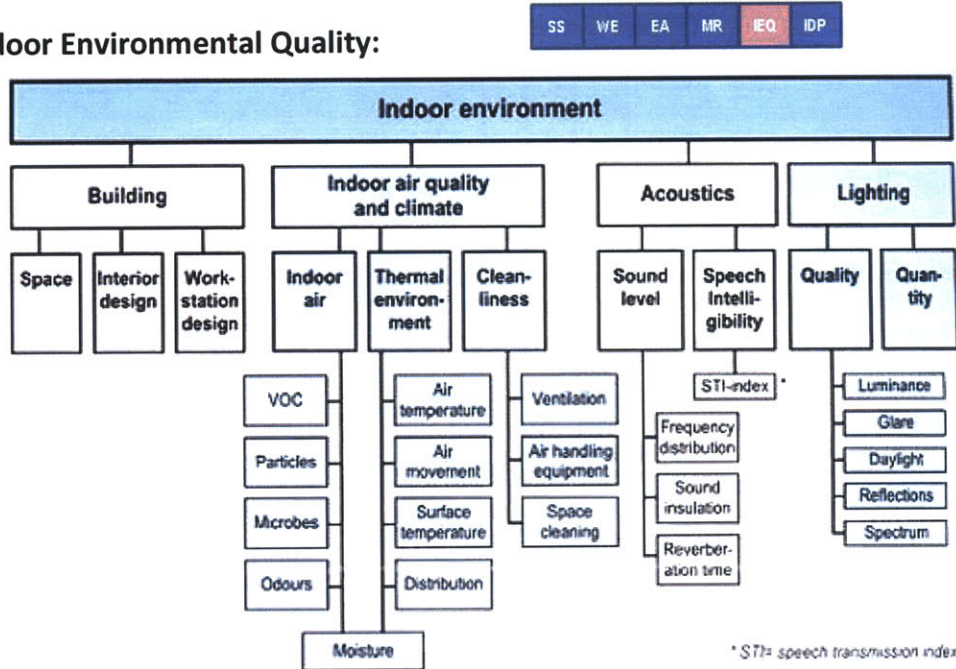 SS WE EA MR IEQ IDP
door Environmental Quality:
Indoor environment
Building
Indoor air quality
and climate
Acoustics
Lighting
Space
Interior
design
Work-
station
design
Indoor
air
Thermal
environ-
ment
Clean-
liness
Sound
level
Speech
Intelli-
gibility
Quality
Quan-
tity
VOC
Particles
Microbes
Odours
Air
temperature
Air
movement
Surface
temperature
Distribution
Moisture
Ventilation
Air handling
equipment
Space
cleaning
STI-index *
Frequency
distribution
Sound
insulation
Reverber-
ation time
Luminance
Glare
Daylight
Reflections
Spectrum
* STI= speech transmission index